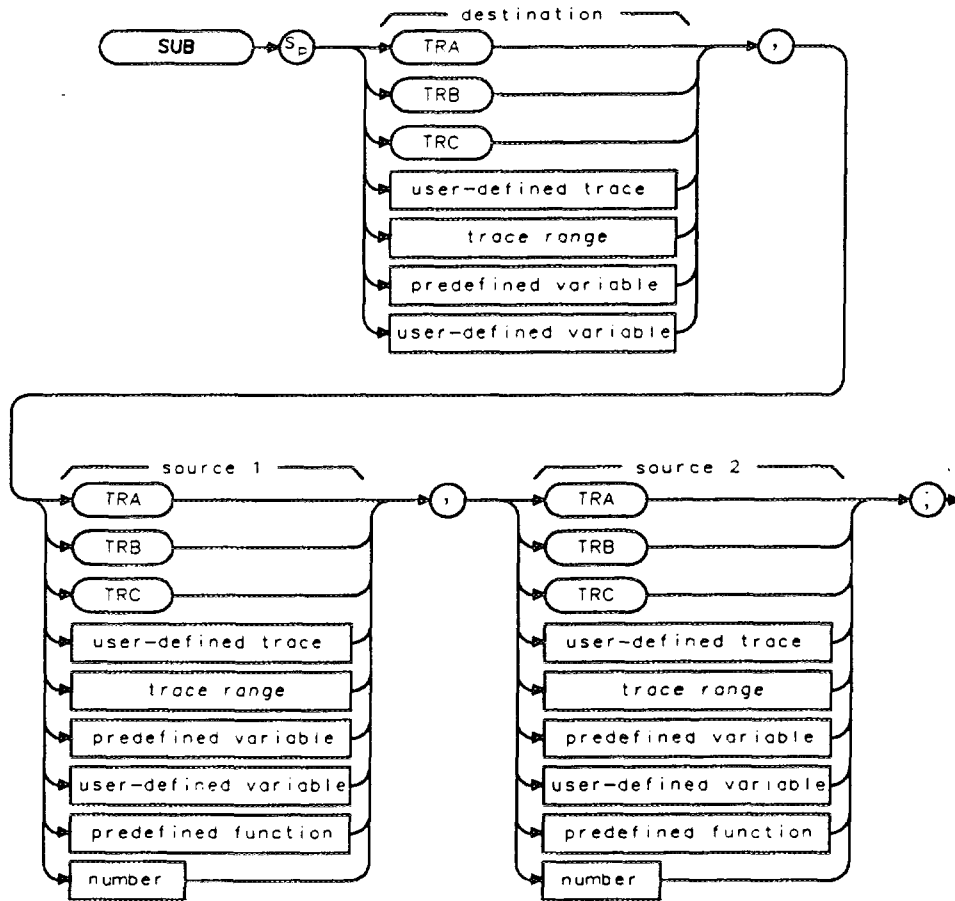 destination
SUB
SP
TRA
,
TRB
TRC
user-defined trace
trace range
predefined variable
user-defined variable
source 1
TRA
TRB
TRC
user-defined trace
trace range
predefined variable
user-defined variable
predefined function
number
,
source 2
TRA
TRB
TRC
user-defined trace
trace range
predefined variable
user-defined variable
predefined function
number
;